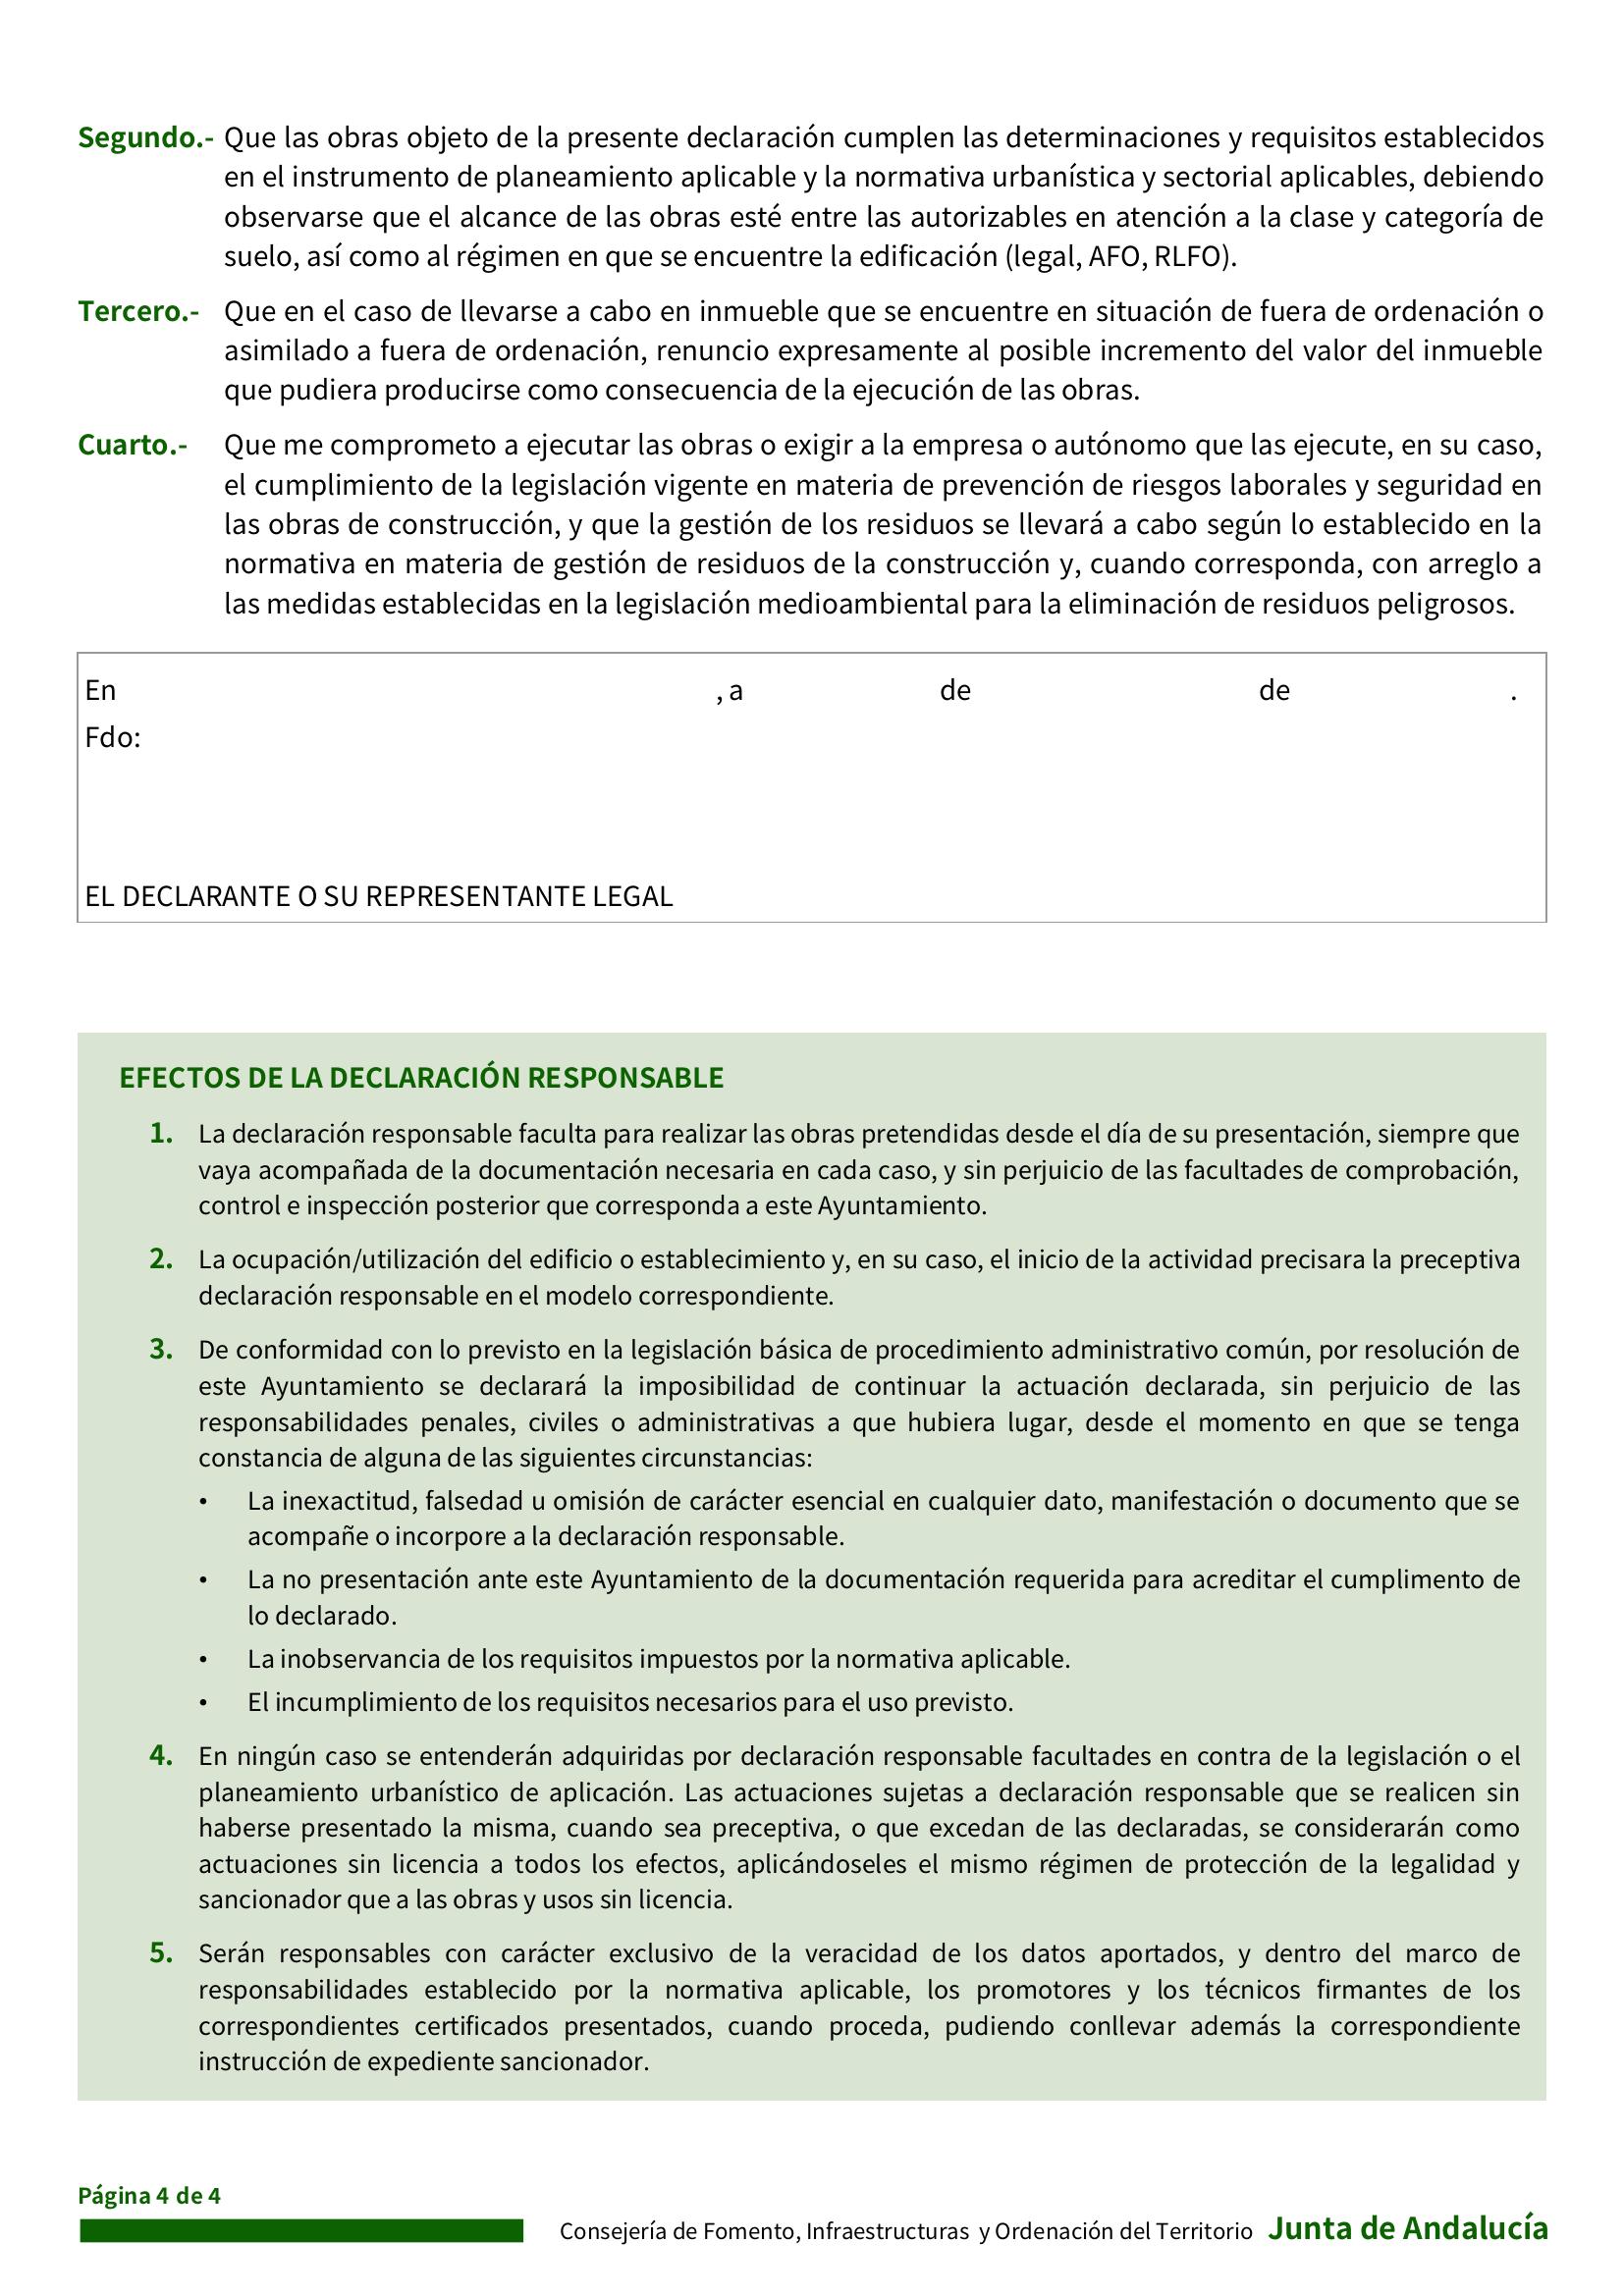 Segundo.- Que las obras objeto de la presente declaración cumplen las determinaciones y requisitos establecidos
en el instrumento de planeamiento aplicable y la normativa urbanística y sectorial aplicables, debiendo
observarse que el alcance de las obras esté entre las autorizables en atención a la clase y categoría de
suelo, así como al régimen en que se encuentre la edificación (legal, AFO, RLFO).
Tercero.- Que en el caso de llevarse a cabo en inmueble que se encuentre en situación de fuera de ordenación o
asimilado a fuera de ordenación, renuncio expresamente al posible incremento del valor del inmueble
que pudiera producirse como consecuencia de la ejecución de las obras.
Cuarto.- Que me comprometo a ejecutar las obras o exigir a la empresa o autónomo que las ejecute, en su caso,
el cumplimiento de la legislación vigente en materia de prevención de riesgos laborales y seguridad en
las obras de construcción, y que la gestión de los residuos se llevará a cabo según lo establecido en la
normativa en materia de gestión de residuos de la construcción y, cuando corresponda, con arreglo a
las medidas establecidas en la legislación medioambiental para la eliminación de residuos peligrosos.
En , a de de .
Fdo:
EL DECLARANTE O SU REPRESENTANTE LEGAL
EFECTOS DE LA DECLARACIÓN RESPONSABLE
1. La declaración responsable faculta para realizar las obras pretendidas desde el día de su presentación, siempre que
vaya acompañada de la documentación necesaria en cada caso, y sin perjuicio de las facultades de comprobación,
control e inspección posterior que corresponda a este Ayuntamiento.
2. La ocupación/utilización del edificio o establecimiento y, en su caso, el inicio de la actividad precisara la preceptiva
declaración responsable en el modelo correspondiente.
3. De conformidad con lo previsto en la legislación básica de procedimiento administrativo común, por resolución de
este Ayuntamiento se declarará la imposibilidad de continuar la actuación declarada, sin perjuicio de las
responsabilidades penales, civiles o administrativas a que hubiera lugar, desde el momento en que se tenga
constancia de alguna de las siguientes circunstancias:
• La inexactitud, falsedad u omisión de carácter esencial en cualquier dato, manifestación o documento que se
acompañe o incorpore a la declaración responsable.
• La no presentación ante este Ayuntamiento de la documentación requerida para acreditar el cumplimento de
lo declarado.
• La inobservancia de los requisitos impuestos por la normativa aplicable.
• El incumplimiento de los requisitos necesarios para el uso previsto.
4. En ningún caso se entenderán adquiridas por declaración responsable facultades en contra de la legislación o el
planeamiento urbanístico de aplicación. Las actuaciones sujetas a declaración responsable que se realicen sin
haberse presentado la misma, cuando sea preceptiva, o que excedan de las declaradas, se considerarán como
actuaciones sin licencia a todos los efectos, aplicándoseles el mismo régimen de protección de la legalidad y
sancionador que a las obras y usos sin licencia.
5. Serán responsables con carácter exclusivo de la veracidad de los datos aportados, y dentro del marco de
responsabilidades establecido por la normativa aplicable, los promotores y los técnicos firmantes de los
correspondientes certificados presentados, cuando proceda, pudiendo conllevar además la correspondiente
instrucción de expediente sancionador.
Página 4 de 4
Consejería de Fomento, Infraestructuras y Ordenación del Territorio Junta de Andalucía